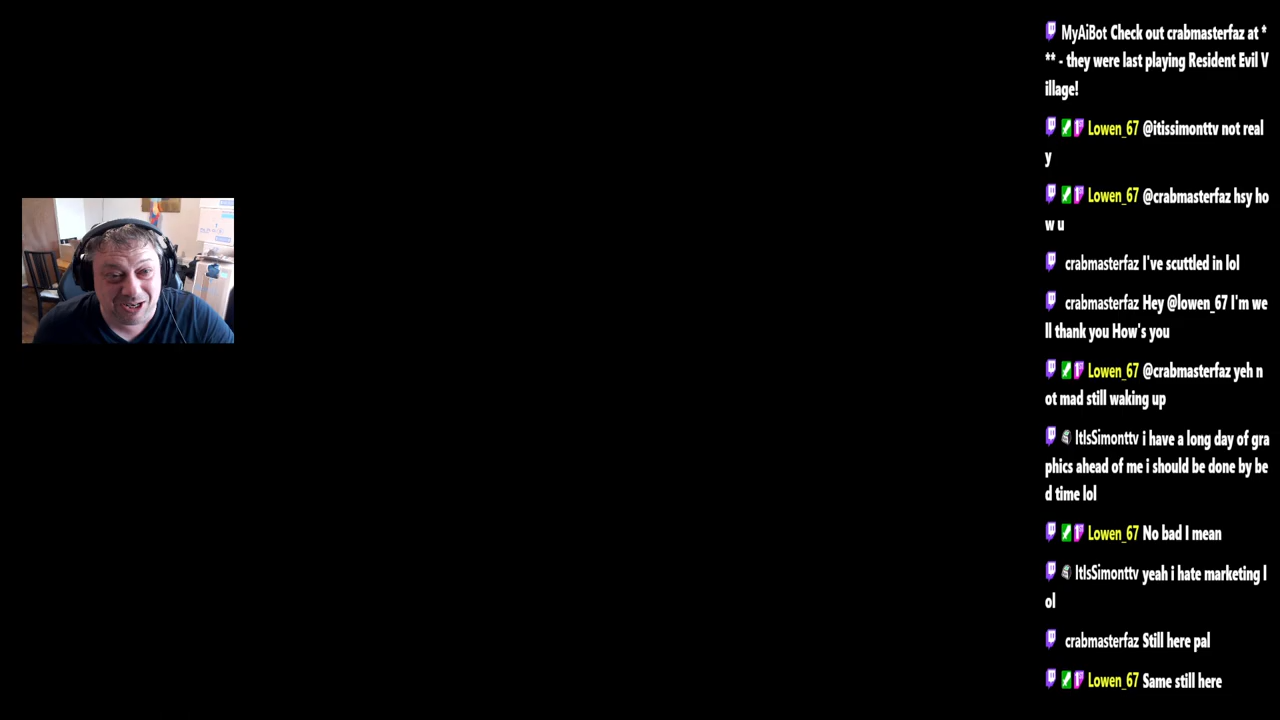 MyAiBot Check out crabmasterfaz at *
** - they were last playing Resident Evil V
illage!
Lowen_67 @itissimonttv not real
y
Lowen_67 @crabmasterfaz hsy ho
w u
crabmasterfaz I've scuttled in lol
crabmasterfaz Hey @lowen_67 I'm we
ll thank you How's you
Lowen_67 @crabmasterfaz yeh n
ot mad still waking up
ItIsSimonttv i have a long day of gra
phics ahead of me i should be done by be
d time lol
Lowen_67 No bad I mean
ItIsSimonttv yeah i hate marketing l
ol
crabmasterfaz Still here pal
Lowen_67 Same still here